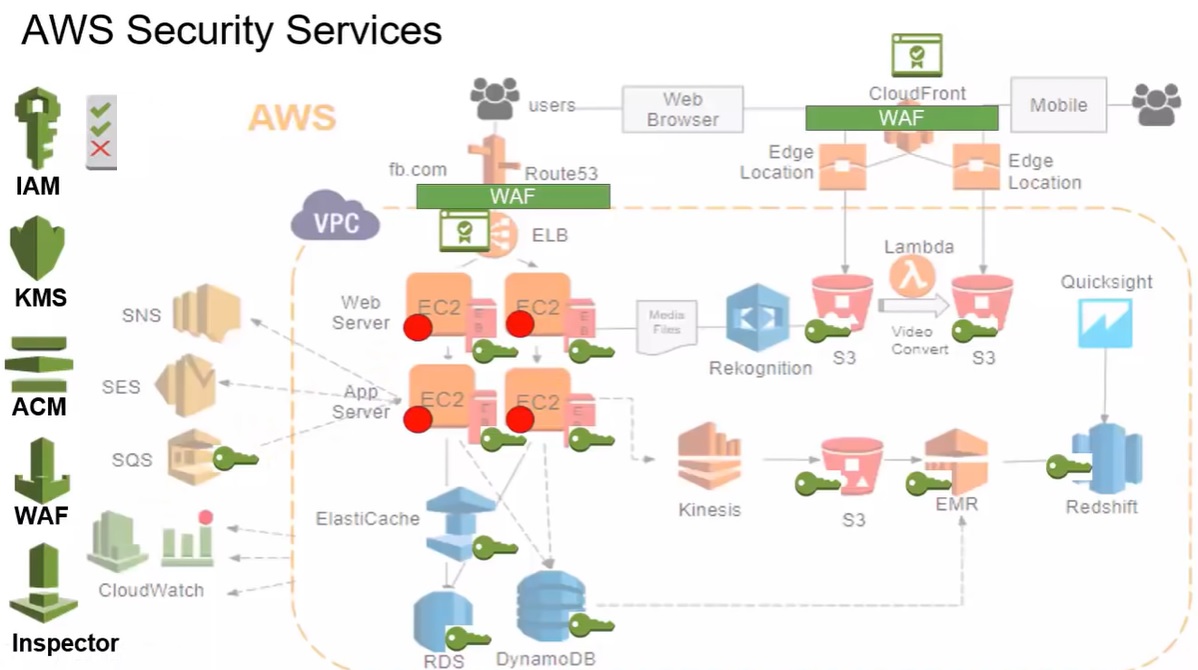 AWS Security Services
IAM
KMS
ACM
WAF
Inspector
AWS
users
Web
Browser
CloudFront
WAF
Mobile
Edge
Location
Edge
Location
fb.com
Route53
WAF
VPC
ELB
Web
Server
EC2
E
B
EC2
E
B
Media
Files
Rekognition
S3
Lambda
Video
Convert
S3
Quicksight
SNS
SES
SQS
CloudWatch
App
Server
EC2
E
EC2
E
Kinesis
S3
EMR
Redshift
ElastiCache
RDS
DynamoDB